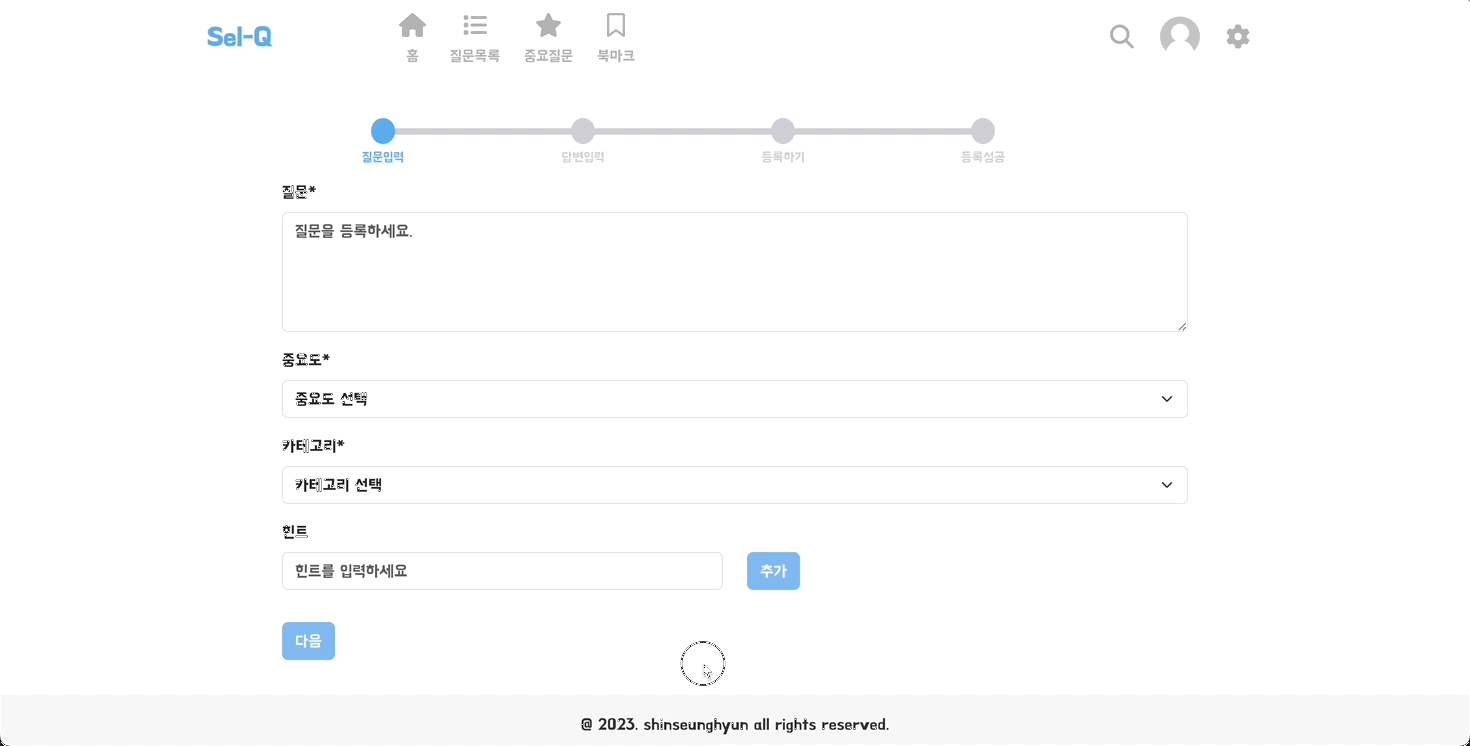 Sel-Q
홈 질문목록 중요질문 북마크
질문입력 답변입력 등록하기 등록성공
질문*
질문을 등록하세요.
중요도*
중요도 선택
카테고리*
카테고리 선택
힌트
힌트를 입력하세요 추가
다음
@ 2023. shinseunghyun all rights reserved.